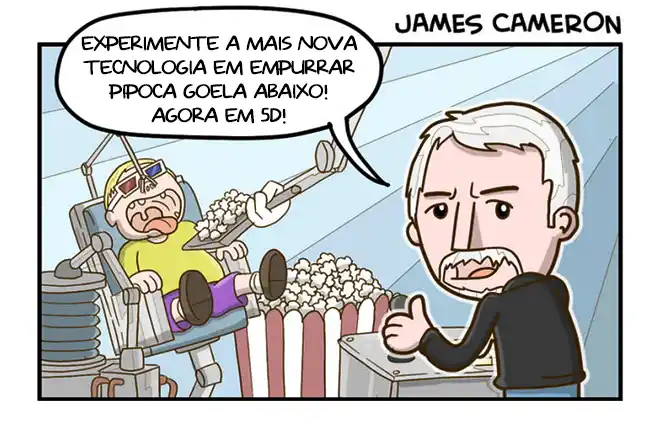 JAMES CAMERON
EXPERIMENTE A MAIS NOVA
TECNOLOGIA EM EMPURRAR
PIPOCA GOELA ABAIXO!
AGORA EM 5D!